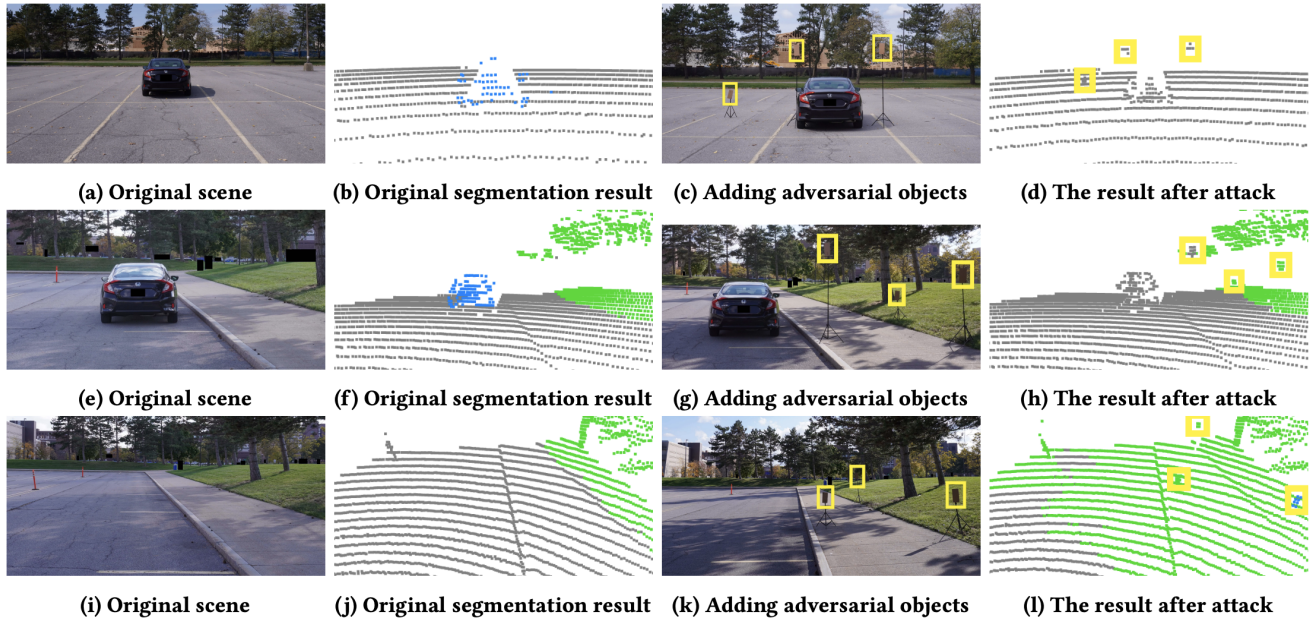 (a) Original scene
(b) Original segmentation result
(c) Adding adversarial objects
(d) The result after attack
(e) Original scene
(f) Original segmentation result
(g) Adding adversarial objects
(h) The result after attack
(i) Original scene
(j) Original segmentation result
(k) Adding adversarial objects
(l) The result after attack